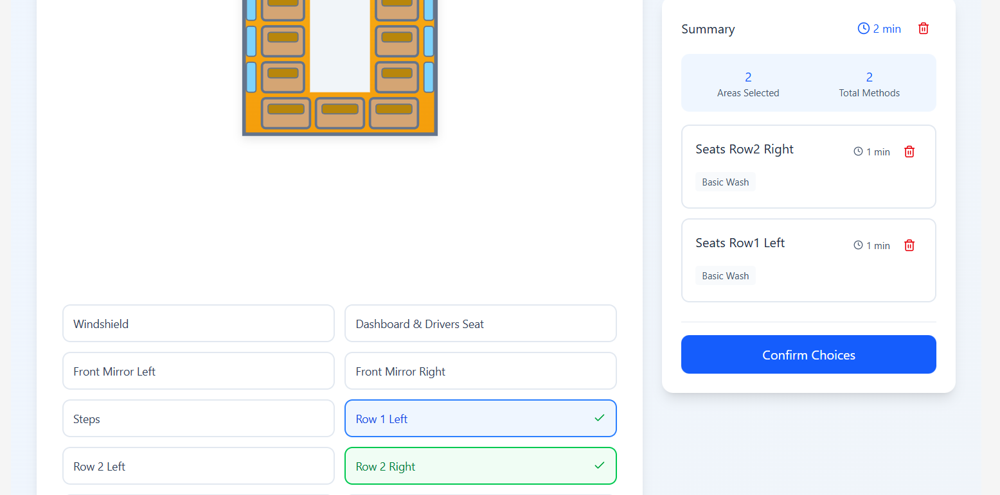 Windshield
Dashboard & Drivers Seat
Front Mirror Left
Front Mirror Right
Steps
Row 1 Left
Row 2 Left
Row 2 Right
Summary
2 min
2
2
Areas Selected
Total Methods
Seats Row2 Right
1 min
Basic Wash
Seats Row1 Left
1 min
Basic Wash
Confirm Choices